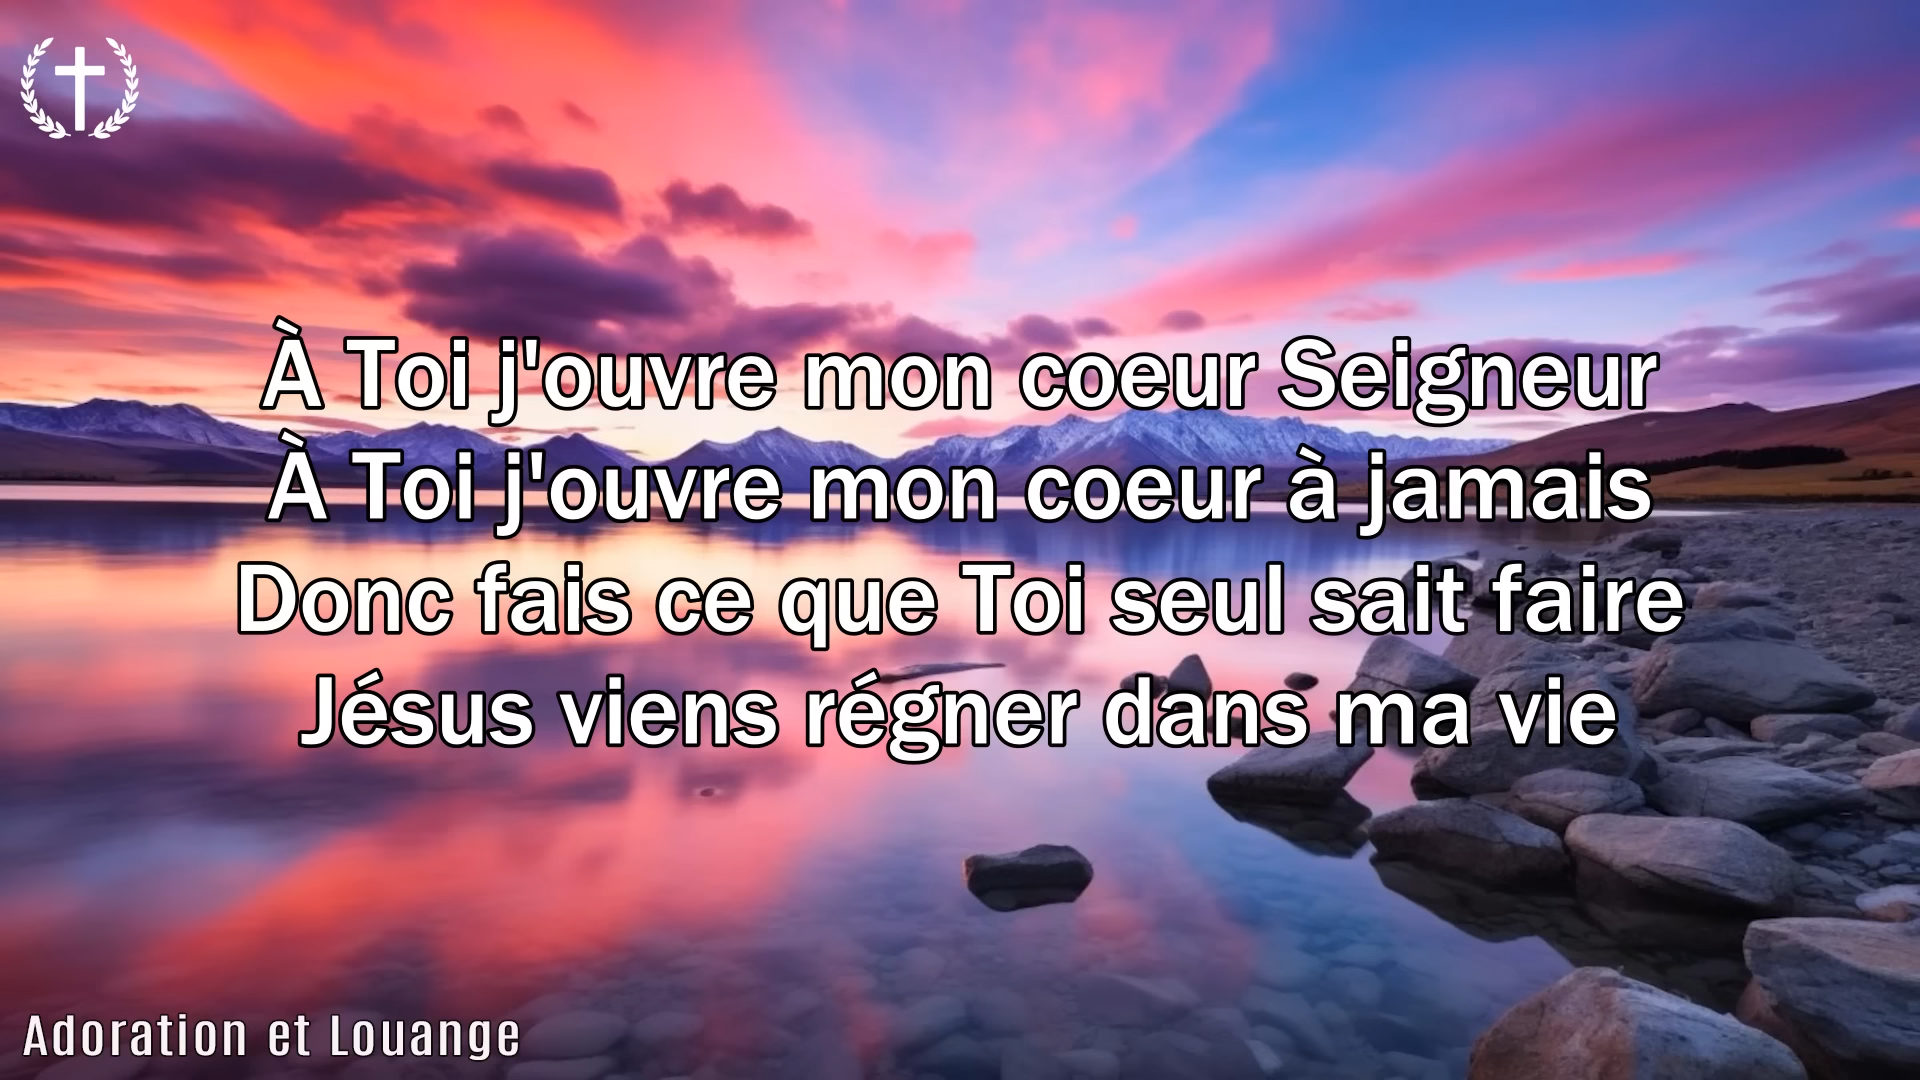 À Toi j'ouvre mon coeur Seigneur
À Toi j'ouvre mon coeur à jamais
Donc fais ce que Toi seul sait faire
Jésus viens régner dans ma vie
Adoration et Louange